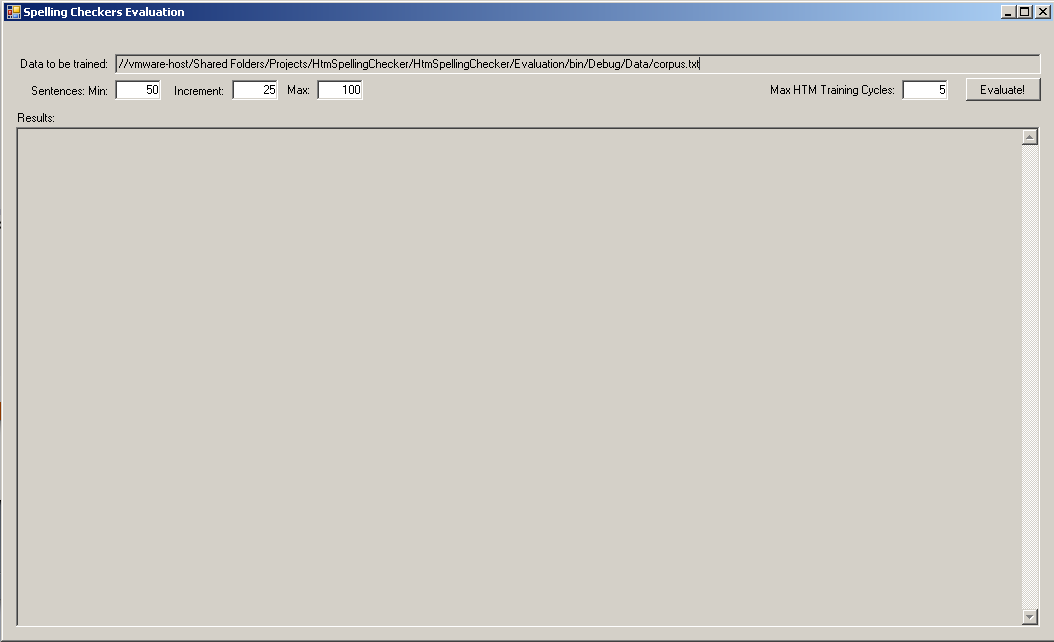 Spelling Checkers Evaluation
Data to be trained: //vmware-host/Shared Folders/Projects/HtmSpellingChecker/HtmSpellingChecker/Evaluation/bin/Debug/Data/corpus.txt
Sentences: Min: 50 Increment: 25 Max: 100 Max HTM Training Cycles: 5 Evaluate!
Results: